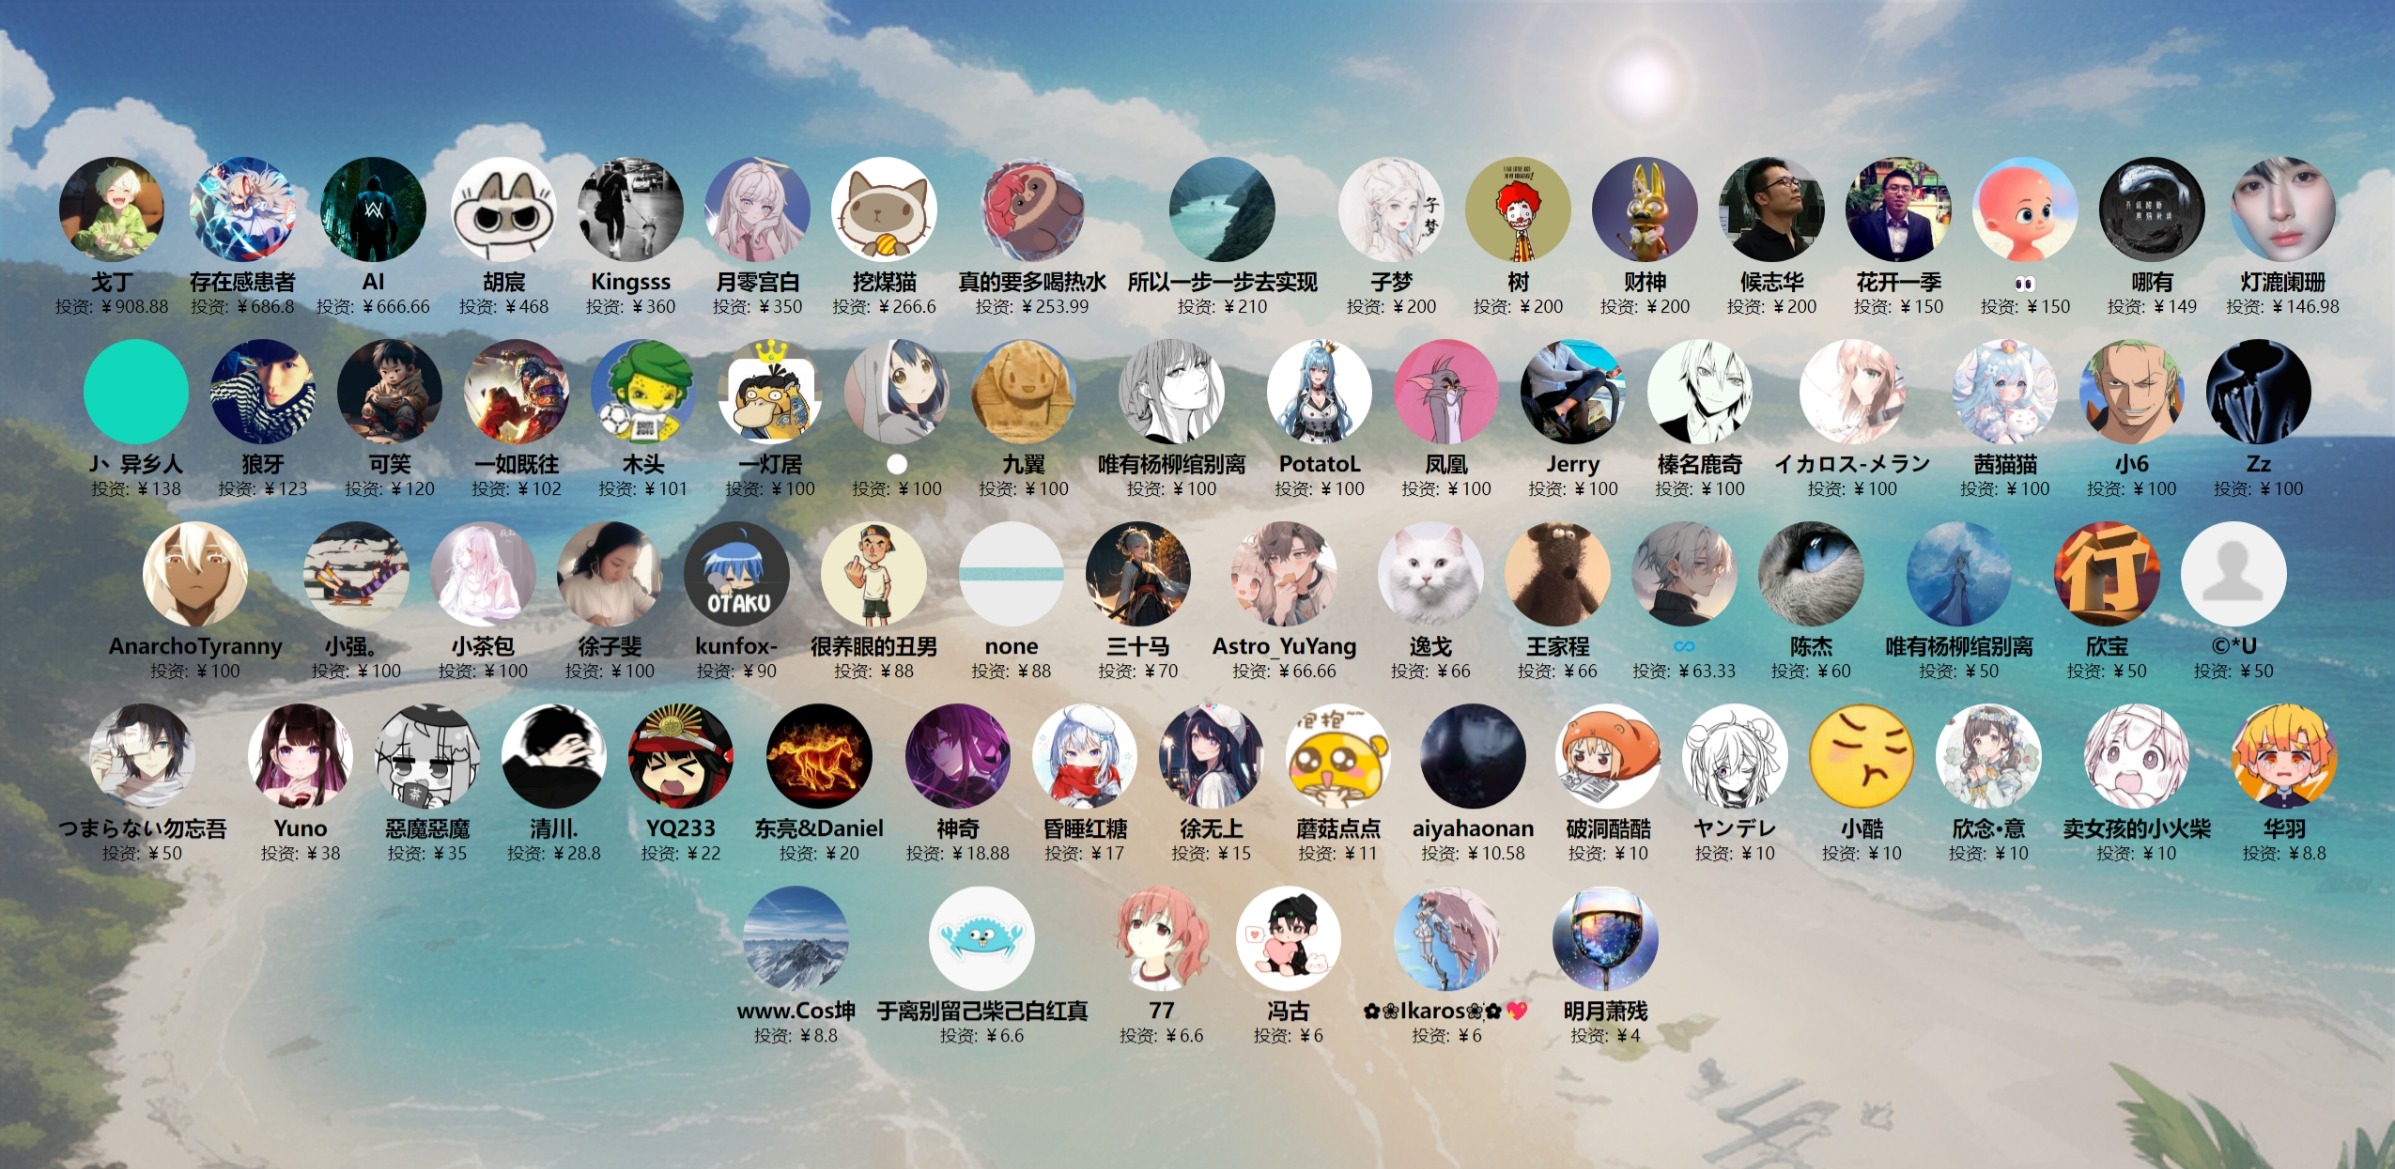 戈丁
投资: ￥908.88
存在感患者
投资: ￥686.8
AI
投资: ￥666.66
胡宸
投资: ￥468
Kingsss
投资: ￥360
月零宫白
投资: ￥350
挖煤猫
投资: ￥266.6
真的要多喝热水
投资: ￥253.99
所以一步一步去实现
投资: ￥210
子梦
子梦
投资: ￥200
树
投资: ￥200
财神
投资: ￥200
候志华
投资: ￥200
花开一季
投资: ￥150
👀
投资: ￥150
哪有
投资: ￥149
灯漉阑珊
投资: ￥146.98
J丶异乡人
投资: ￥138
狼牙
投资: ￥123
可笑
投资: ￥120
一如既往
投资: ￥102
木头
投资: ￥101
一灯居
投资: ￥100
投资: ￥100
九翼
投资: ￥100
唯有杨柳绾别离
投资: ￥100
PotatoL
投资: ￥100
凤凰
投资: ￥100
Jerry
投资: ￥100
榛名鹿奇
投资: ￥100
イカロス-メラン
投资: ￥100
茜猫猫
投资: ￥100
小6
投资: ￥100
Zz
投资: ￥100
AnarchoTyranny
投资: ￥100
小强。
投资: ￥100
小茶包
投资: ￥100
徐子斐
投资: ￥100
OTAKU
kunfox-
投资: ￥90
很养眼的丑男
投资: ￥88
none
投资: ￥88
三十马
投资: ￥70
Astro_YuYang
投资: ￥66.66
逸戈
投资: ￥66
王家程
投资: ￥66
∞
投资: ￥63.33
陈杰
投资: ￥60
唯有杨柳绾别离
投资: ￥50
行
欣宝
投资: ￥50
©*U
投资: ￥50
つまらない勿忘吾
投资: ￥50
Yuno
投资: ￥38
茶
惡魔惡魔
投资: ￥35
清川.
投资: ￥28.8
YQ233
投资: ￥22
东亮&Daniel
投资: ￥20
神奇
投资: ￥18.88
昏睡红糖
投资: ￥17
徐无上
投资: ￥15
抱抱~~
蘑菇点点
投资: ￥11
aiyahaonan
投资: ￥10.58
破洞酷酷
投资: ￥10
ヤンデレ
投资: ￥10
小酷
投资: ￥10
欣念•意
投资: ￥10
卖女孩的小火柴
投资: ￥10
华羽
投资: ￥8.8
www.Cos坤
投资: ￥8.8
于离别留己柴己白红真
投资: ￥6.6
77
投资: ￥6.6
冯古
投资: ￥6
✿❀Ikaros❀✿💖
投资: ￥6
明月萧残
投资: ￥4